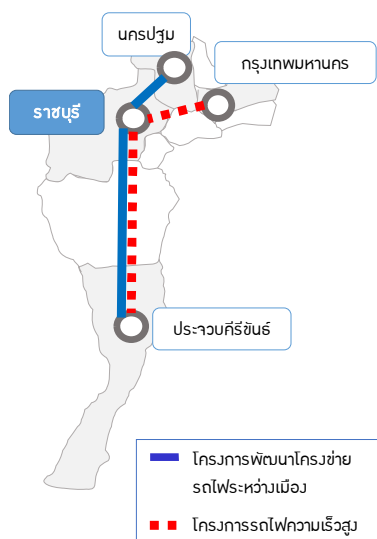 นครปฐม
กรุงเทพมหานคร
ราชบุรี
ประจวบคีรีขันธ์
โครงการพัฒนาโครงข่าย
รถไฟระหว่างเมือง
โครงการรถไฟความเร็วสูง